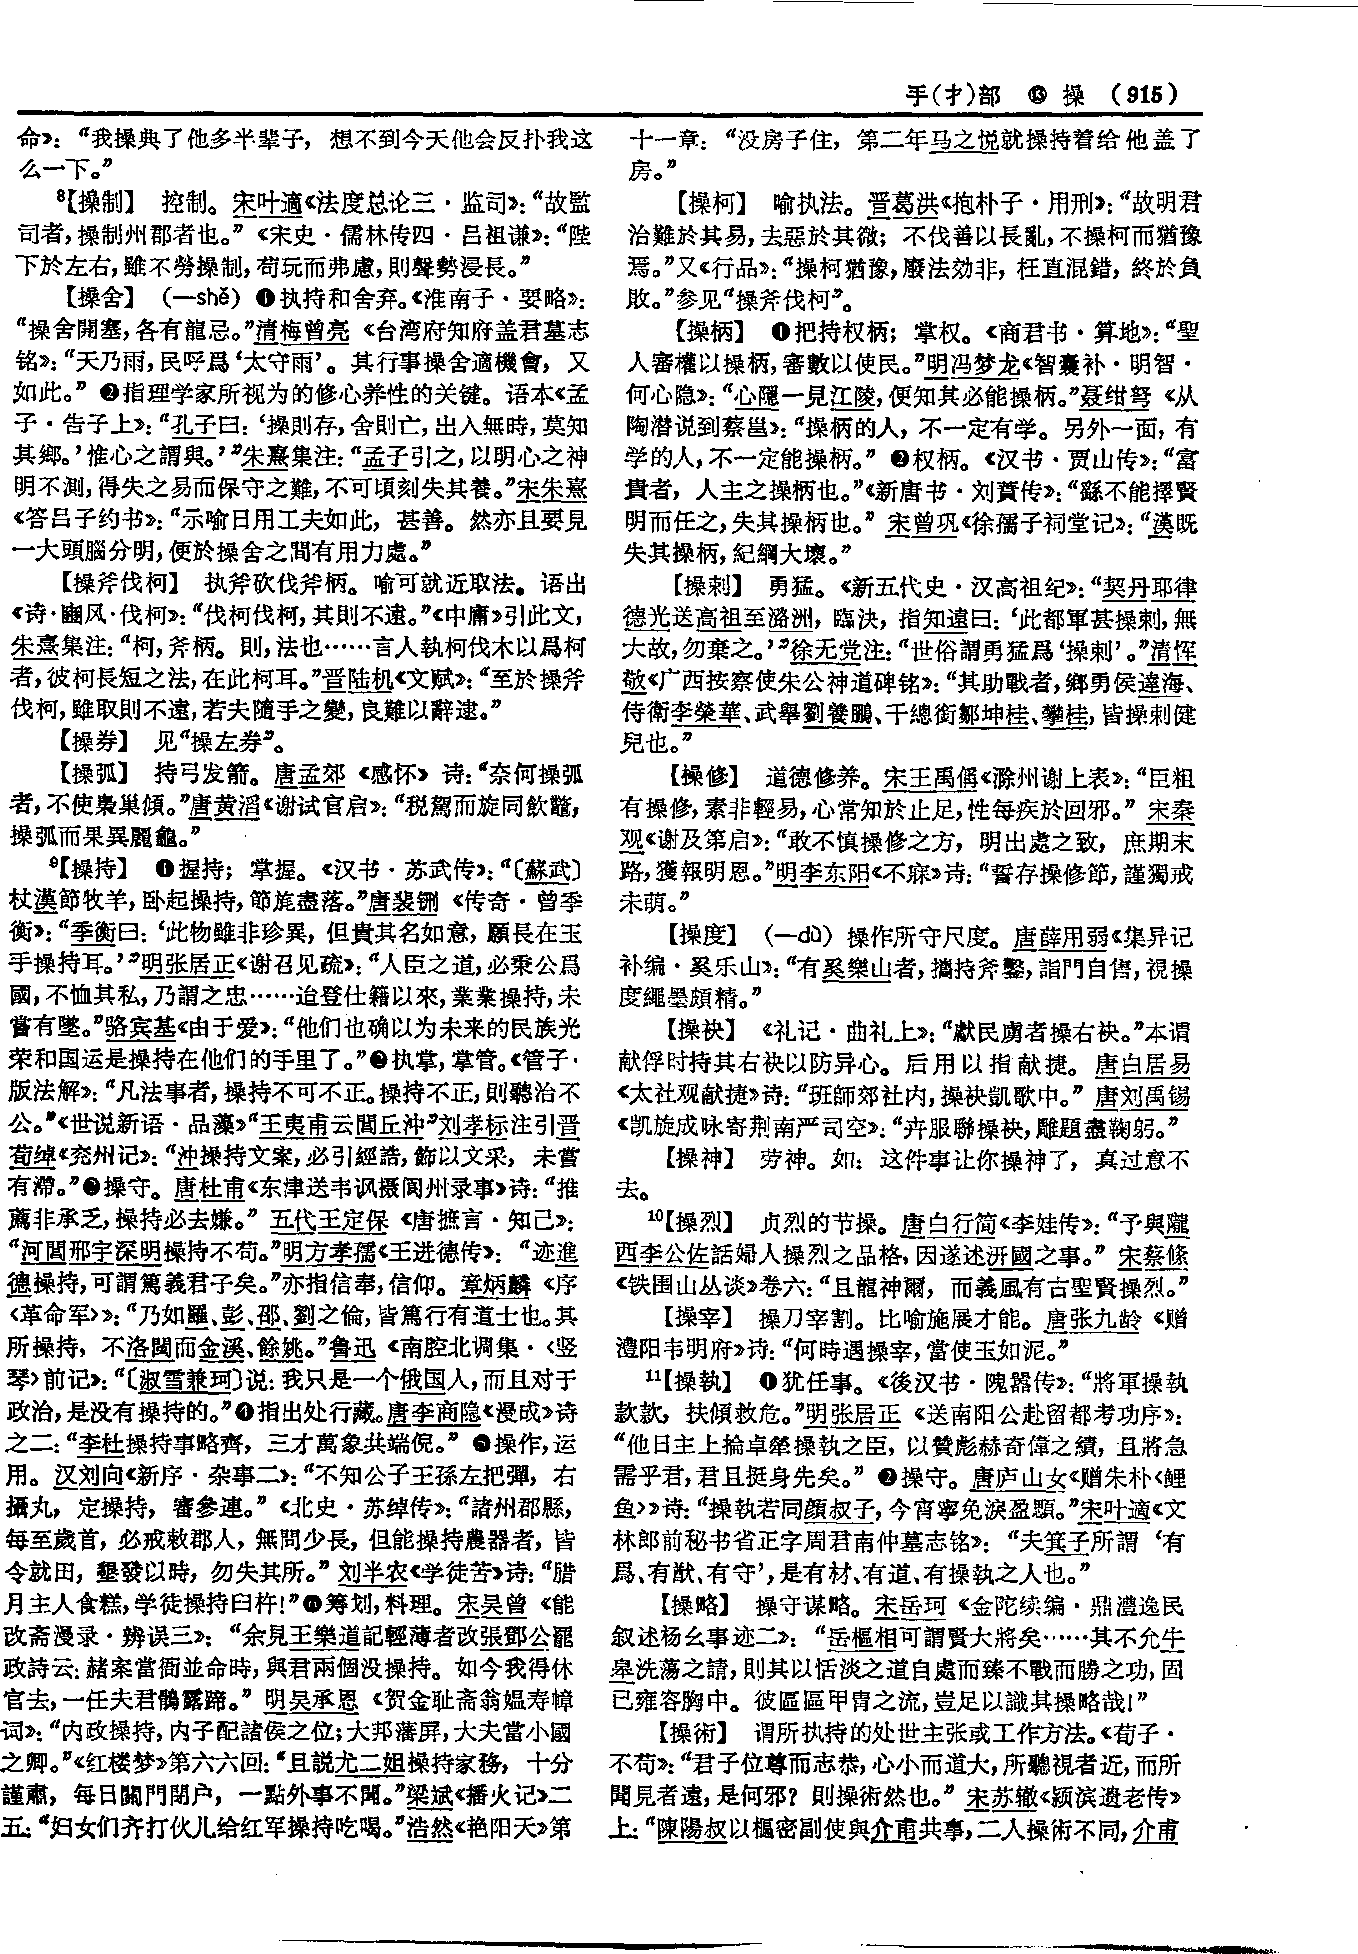 手(扌)部 ⑬ 操 (915)
命》：“我操典了他多半辈子，想不到今天他会反扑我这
么一下。”
8【操制】 控制。宋叶適《法度总论三·监司》：“故監
司者，操制州郡者也。”《宋史·儒林传四·吕祖谦》：“陛
下於左右，雖不勞操制，苟玩而弗慮，則聲勢浸長。”
【操舍】 (—shě) ❶执持和舍弃。《淮南子·要略》：
“操舍開塞，各有龍忌。”清梅曾亮《台湾府知府盖君墓志
铭》：“天乃雨，民呼爲‘太守雨’。其行事操舍適機會，又
如此。” ❷指理学家所视为的修心养性的关键。语本《孟
子·告子上》：“孔子曰：‘操則存，舍則亡，出入無時，莫知
其鄉。’惟心之謂與。’”朱熹集注：“孟子引之，以明心之神
明不測，得失之易而保守之難，不可頃刻失其養。”宋朱熹
《答吕子约书》：“示喻日用工夫如此，甚善。然亦且要見
一大頭腦分明，便於操舍之間有用力處。”
【操斧伐柯】 执斧砍伐斧柄。喻可就近取法。语出
《诗·豳风·伐柯》：“伐柯伐柯，其則不遠。”《中庸》引此文，
朱熹集注：“柯，斧柄。則，法也……言人執柯伐木以爲柯
者，彼柯長短之法，在此柯耳。”晋陆机《文赋》：“至於操斧
伐柯，雖取則不遠，若夫隨手之變，良難以辭逮。”
【操券】 见“操左券”。
【操弧】 持弓发箭。唐孟郊《感怀》诗：“奈何操弧
者，不使梟巢傾。”唐黄滔《谢试官启》：“税駕而旋同飲鼴，
操弧而果異麗龜。”
9【操持】 ❶握持；掌握。《汉书·苏武传》：“〔蘇武〕
杖漢節牧羊，卧起操持，節旄盡落。”唐裴铏《传奇·曾季
衡》：“季衡曰：‘此物雖非珍異，但貴其名如意，願長在玉
手操持耳。’”明张居正《谢召见疏》：“人臣之道，必秉公爲
國，不恤其私，乃謂之忠……迨登仕籍以來，業業操持，未
嘗有墜。”骆宾基《由于爱》：“他们也确以为未来的民族光
荣和国运是操持在他们的手里了。”❷执掌，掌管。《管子·
版法解》：“凡法事者，操持不可不正。操持不正，則聽治不
公。”《世说新语·品藻》“王夷甫云閭丘冲”刘孝标注引晋
荀绰《兖州记》：“冲操持文案，必引經誥，飾以文采，未嘗
有滯。”❸操守。唐杜甫《东津送韦讽摄阆州录事》诗：“推
薦非承乏，操持必去嫌。”五代王定保《唐摭言·知己》：
“河閒邢宇深明操持不苟。”明方孝孺《王进德传》：“迹進
德操持，可謂篤義君子矣。”亦指信奉，信仰。章炳麟《序
〈革命军〉》：“乃如羅、彭、邵、劉之倫，皆篤行有道士也。其
所操持，不洛閩而金溪、餘姚。”鲁迅《南腔北调集·〈竖
琴〉前记》：“〔淑雪兼珂〕说：我只是一个俄国人，而且对于
政治，是没有操持的。”❹指出处行藏。唐李商隐《漫成》诗
之二：“李杜操持事略齊，三才萬象共端倪。” ❺操作，运
用。汉刘向《新序·杂事二》：“不知公子王孫左把彈，右
攝丸，定操持，審參連。”《北史·苏绰传》：“諸州郡縣，
每至歲首，必戒敕郡人，無問少長，但能操持農器者，皆
令就田，墾發以時，勿失其所。”刘半农《学徒苦》诗：“腊
月主人食糕，学徒操持臼杵！”❻筹划，料理。宋吴曾《能
改斋漫录·辨误三》：“余見王樂道記輕薄者改張鄧公罷
政詩云：赭案當衙並命時，與君兩個没操持。如今我得休
官去，一任夫君鶻露蹄。”明吴承恩《贺金耻斋翁媪寿幛
词》：“内政操持，内子配諸侯之位；大邦藩屏，大夫當小國
之卿。”《红楼梦》第六六回：“且説尤二姐操持家務，十分
謹肅，每日關門閉户，一點外事不聞。”梁斌《播火记》二
五：“妇女们齐打伙儿给红军操持吃喝。”浩然《艳阳天》第
十一章：“没房子住，第二年马之悦就操持着给他盖了
房。”
【操柯】 喻执法。晋葛洪《抱朴子·用刑》：“故明君
治難於其易，去惡於其微；不伐善以長亂，不操柯而猶豫
焉。”又《行品》：“操柯猶豫，廢法効非，枉直混錯，終於負
敗。”参见“操斧伐柯”。
【操柄】 ❶把持权柄；掌权。《商君书·算地》：“聖
人審權以操柄，審數以使民。”明冯梦龙《智囊补·明智·
何心隐》：“心隱一見江陵，便知其必能操柄。”聂绀弩《从
陶潜说到蔡邕》：“操柄的人，不一定有学。另外一面，有
学的人，不一定能操柄。” ❷权柄。《汉书·贾山传》：“富
貴者，人主之操柄也。”《新唐书·刘蕡传》：“繇不能擇賢
明而任之，失其操柄也。”宋曾巩《徐孺子祠堂记》：“漢既
失其操柄，紀綱大壞。”
【操剌】 勇猛。《新五代史·汉高祖纪》：“契丹耶律
德光送高祖至潞洲，臨決，指知遠曰：‘此都軍甚操剌，無
大故，勿棄之。’”徐无党注：“世俗謂勇猛爲‘操剌’。”清恽
敬《广西按察使朱公神道碑铭》：“其助戰者，鄉勇侯達海、
侍衛李榮華、武舉劉養鵬、千總銜鄒坤桂、攀桂，皆操剌健
兒也。”
【操修】 道德修养。宋王禹偁《滁州谢上表》：“臣粗
有操修，素非輕易，心常知於止足，性每疾於回邪。”宋秦
观《谢及第启》：“敢不慎操修之方，明出處之致，庶期末
路，獲報明恩。”明李东阳《不寐》诗：“誓存操修節，謹獨戒
未萌。”
【操度】 (—dù) 操作所守尺度。唐薛用弱《集异记
补编·奚乐山》：“有奚樂山者，攜持斧鑿，詣門自售，視操
度繩墨頗精。”
【操袂】 《礼记·曲礼上》：“獻民虜者操右袂。”本谓
献俘时持其右袂以防异心。后用以指献捷。唐白居易
《太社观献捷》诗：“班師郊社内，操袂凱歌中。”唐刘禹锡
《凯旋成咏寄荆南严司空》：“卉服聯操袂，雕題盡鞠躬。”
【操神】 劳神。如：这件事让你操神了，真过意不
去。
10【操烈】 贞烈的节操。唐白行简《李娃传》：“予與隴
西李公佐話婦人操烈之品格，因遂述汧國之事。”宋蔡絛
《铁围山丛谈》卷六：“且龍神爾，而義風有古聖賢操烈。”
【操宰】 操刀宰割。比喻施展才能。唐张九龄《赠
澧阳韦明府》诗：“何時遇操宰，當使玉如泥。”
11【操執】 ❶犹任事。《後汉书·隗嚣传》：“將軍操執
款款，扶傾救危。”明张居正《送南阳公赴留都考功序》：
“他日主上掄卓犖操執之臣，以贊彪赫奇偉之績，且將急
需乎君，君且挺身先矣。” ❷操守。唐庐山女《赠朱朴〈鲤
鱼〉》诗：“操執若同顔叔子，今宵寧免淚盈顋。”宋叶適《文
林郎前秘书省正字周君南仲墓志铭》：“夫箕子所謂‘有
爲、有猷、有守’，是有材、有道、有操執之人也。”
【操略】 操守谋略。宋岳珂《金陀续编·鼎澧逸民
叙述杨幺事迹二》：“岳樞相可謂賢大將矣……其不允牛
皋洗蕩之請，則其以恬淡之道自處而臻不戰而勝之功，固
已雍容胸中。彼區區甲胄之流，豈足以識其操略哉！”
【操術】 谓所执持的处世主张或工作方法。《荀子·
不苟》：“君子位尊而志恭，心小而道大，所聽視者近，而所
聞見者遠，是何邪？則操術然也。”宋苏辙《颍滨遗老传》
上：“陳陽叔以樞密副使與介甫共事，二人操術不同，介甫